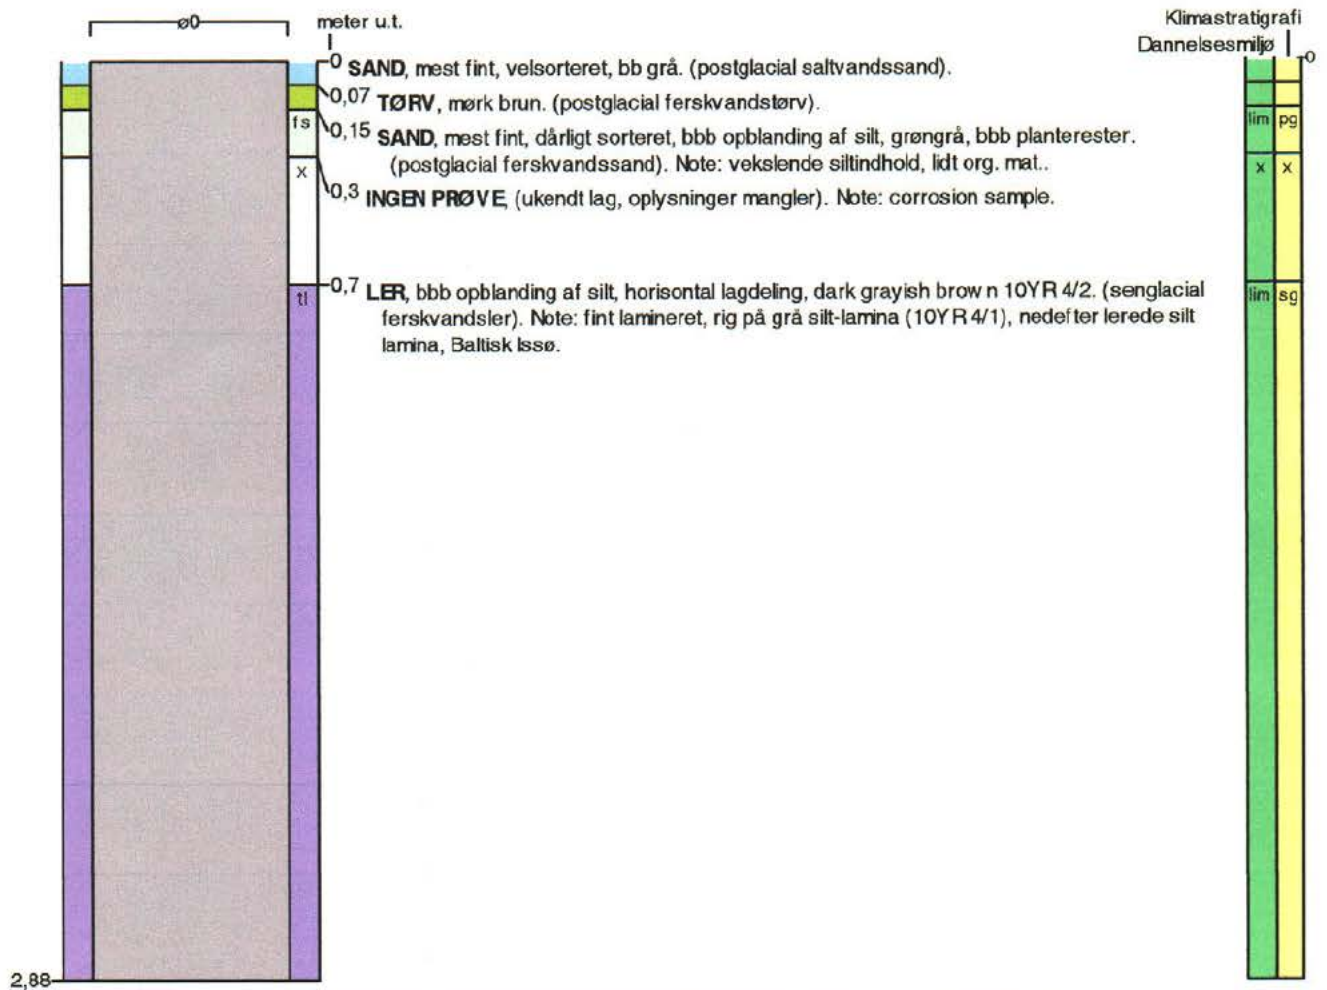 ø0
meter u.t.
Klimastratigrafi
Dannelsesmiljø
0
0 SAND, mest fint, velsorteret, bb grå. (postglacial saltvandssand).
0,07 TØRV, mørk brun. (postglacial ferskvandstørv).
fs
0,15 SAND, mest fint, dårligt sorteret, bbb opblanding af silt, grøngrå, bbb planterester.
lim pg
(postglacial ferskvandssand). Note: vekslende siltindhold, lidt org. mat..
x
x x
0,3 INGEN PRØVE, (ukendt lag, oplysninger mangler). Note: corrosion sample.
tl
0,7 LER, bbb opblanding af silt, horisontal lagdeling, dark grayish brow n 10YR 4/2. (senglacial
lim sg
ferskvandsler). Note: fint lamineret, rig på grå silt-lamina (10YR 4/1), nedefter lerede silt
lamina, Baltisk Issø.
2,88